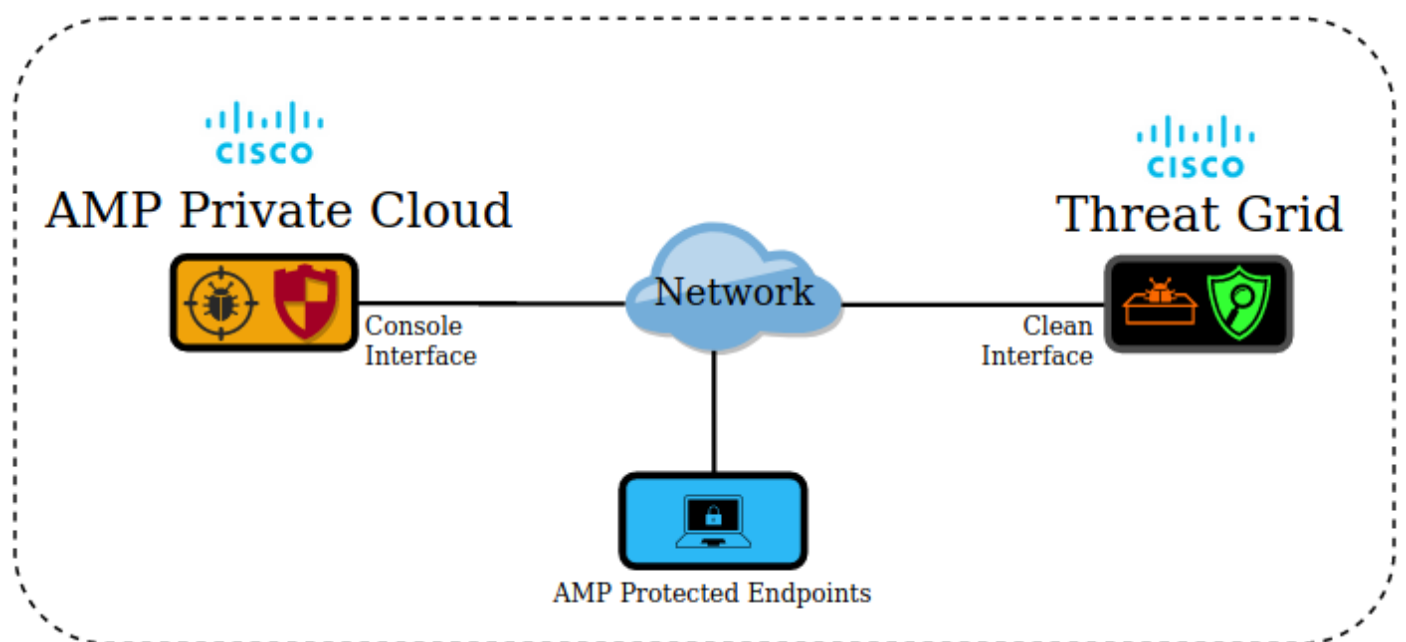 CISCO
AMP Private Cloud
CISCO
Threat Grid
Network
Console
Interface
Clean
Interface
AMP Protected Endpoints